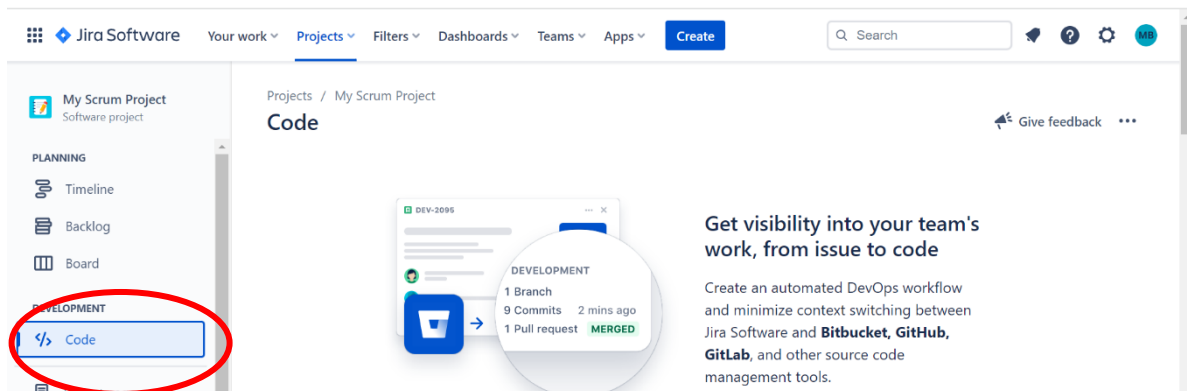 Jira Software Your work Projects Filters Dashboards Teams Apps Create Search MB
My Scrum Project
Software project
PLANNING
Timeline
Backlog
Board
DEVELOPMENT
Code
Projects / My Scrum Project
Code
Give feedback
DEV-2095
DEVELOPMENT
1 Branch
9 Commits 2 mins ago
1 Pull request MERGED
Get visibility into your team's
work, from issue to code
Create an automated DevOps workflow
and minimize context switching between
Jira Software and Bitbucket, GitHub,
GitLab, and other source code
management tools.